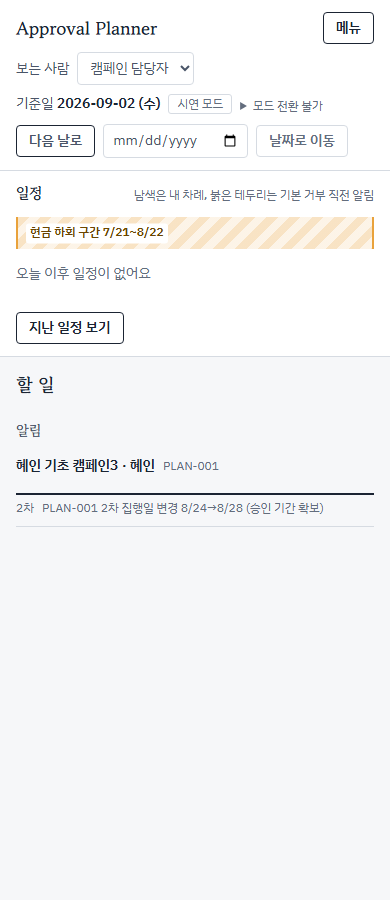 Approval Planner
메뉴
보는 사람
캠페인 담당자
기준일 2026-09-02 (수)
시연 모드
▶ 모드 전환 불가
다음 날로
mm/dd/yyyy
날짜로 이동
일정
남색은 내 차례, 붉은 테두리는 기본 거부 직전 알림
현금 학회 구간 7/21~8/22
오늘 이후 일정이 없어요
지난 일정 보기
할 일
알림
혜인 기초 캠페인3 · 혜인 PLAN-001
2차 PLAN-001 2차 집행일 변경 8/24→8/28 (승인 기간 확보)